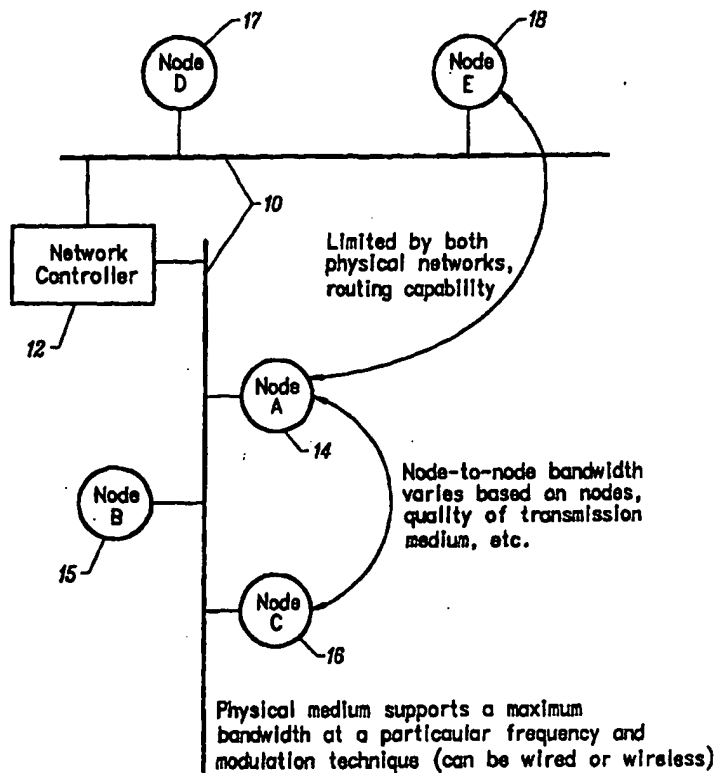 17
18
Node
D
Node
E
10
Network
Controller
12
Limited by both
physical networks,
routing capability
Node
A
14
Node
B
15
Node-to-node bandwidth
varies based on nodes,
quality of transmission
medium, etc.
Node
C
16
Physical medium supports a maximum
bandwidth at a particaular frequency and
modulation technique (can be wired or wireless)